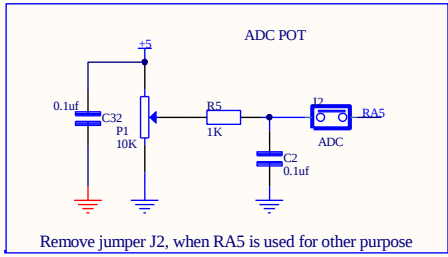 ADC POT
+5
0.1uf
C32
P1
10K
R5
1K
J2
RA5
ADC
C2
0.1uf
Remove jumper J2, when RA5 is used for other purpose